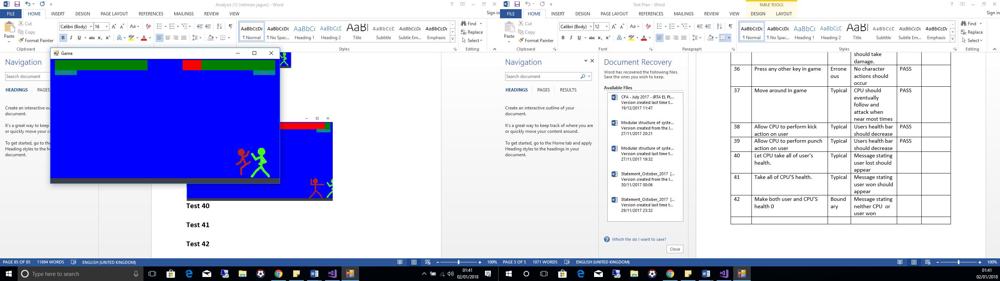 Analysis (1) (rahman jagun) - Word
FILE HOME INSERT DESIGN PAGE LAYOUT REFERENCES MAILINGS REVIEW VIEW
Sign in
Paste
Cut
Copy
Format Painter
Clipboard
Calibri (Body) 16
AaBbCcDc AaBbCcDc AaBbCc AaBbCcD AaBl AaBbCcD AaBbCcDc AaBbCcDc
¶ Normal ¶ No Spac... Heading 1 Heading 2 Title Subtitle Subtle Em... Emphasis
Styles
Find
Replace
Select
Editing
Navigation
Search document
HEADINGS PAGES
Create an interactive ou
document.
It's a great way to keep
or quickly move your co
To get started, go to the
Heading styles to the he
document.
Game
CPU You
Test 40
Test 41
Test 42
PAGE 85 OF 85 11894 WORDS ENGLISH (UNITED KINGDOM)
100%
Type here to search
01:41
02/01/2018
Test Plan - Word
TABLE TOOLS
FILE HOME INSERT DESIGN PAGE LAYOUT REFERENCES MAILINGS REVIEW VIEW DESIGN LAYOUT
Sign in
Paste
Cut
Copy
Format Painter
Clipboard
Calibri (Body) 12
Font
Paragraph
AaBbCcDc AaBbCcDc AaBbCc AaBbCcD AaBl AaBbCcD AaBbCcDc AaBbCcDc
¶ Normal ¶ No Spac... Heading 1 Heading 2 Title Subtitle Subtle Em... Emphasis
Styles
Find
Replace
Select
Editing
Navigation
Search document
HEADINGS PAGES RESULTS
Create an interactive outline of your
document.
It's a great way to keep track of where you are
or quickly move your content around.
To get started, go to the Home tab and apply
Heading styles to the headings in your
document.
Document Recovery
Word has recovered the following files.
Save the ones you wish to keep.
Available Files
CFA - July 2017 - (RTA EL PL...
Version created last time t...
19/12/2017 11:47
Modular structure of syste...
Version created from the l...
27/11/2017 20:21
Modular structure of syste...
Version created last time t...
27/11/2017 19:32
Statement_October_2017 [...
Version created from the l...
30/11/2017 00:06
Statement_October_2017 [...
Version created last time t...
29/11/2017 23:32
Which file do I want to save?
Close
should take
damage.
36 Press any other key in game Errone No character PASS
ous actions should
occur
37 Move around in game Typical CPU should PASS
eventually
follow and
attack when
near most times
38 Allow CPU to perform kick Typical Users health bar PASS
action on user should decrease
39 Allow CPU to perform punch Typical Users health bar PASS
action on user should decrease
40 Let CPU take all of user's Typical Message stating
health. user lost should
appear
41 Take all of CPU'S health. Typical Message stating
user won should
appear
42 Make both user and CPU'S Bound Message stating
health 0 ary neither CPU or
user won
PAGE 5 OF 5 1071 WORDS ENGLISH (UNITED KINGDOM)
100%
01:41
02/01/2018